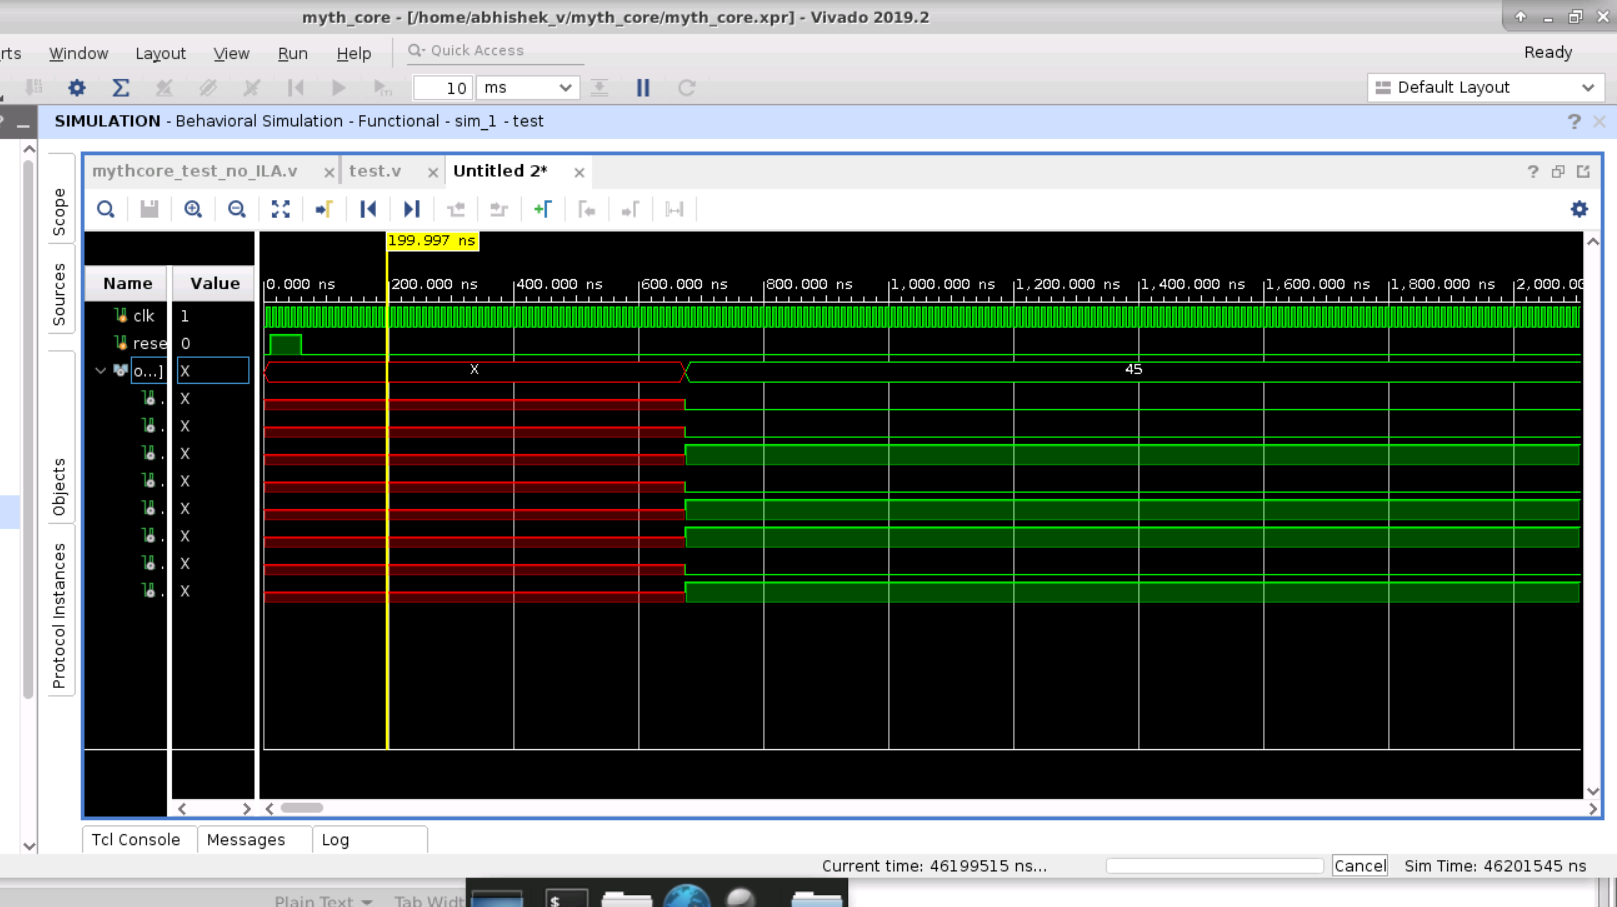 myth_core - [/home/abhishek_v/myth_core/myth_core.xpr] - Vivado 2019.2
rts Window Layout View Run Help Quick Access Ready
10 ms Default Layout
SIMULATION - Behavioral Simulation - Functional - sim_1 - test
mythcore_test_no_ILA.v test.v Untitled 2*
Scope
Sources
Objects
Protocol Instances
199.997 ns
Name Value
0.000 ns 200.000 ns 400.000 ns 600.000 ns 800.000 ns 1,000.000 ns 1,200.000 ns 1,400.000 ns 1,600.000 ns 1,800.000 ns 2,000.00
clk 1
rese 0
o...] X X 45
. X
. X
. X
. X
. X
. X
. X
. X
Tcl Console Messages Log
Current time: 46199515 ns... Cancel Sim Time: 46201545 ns
Plain Text Tab Widt